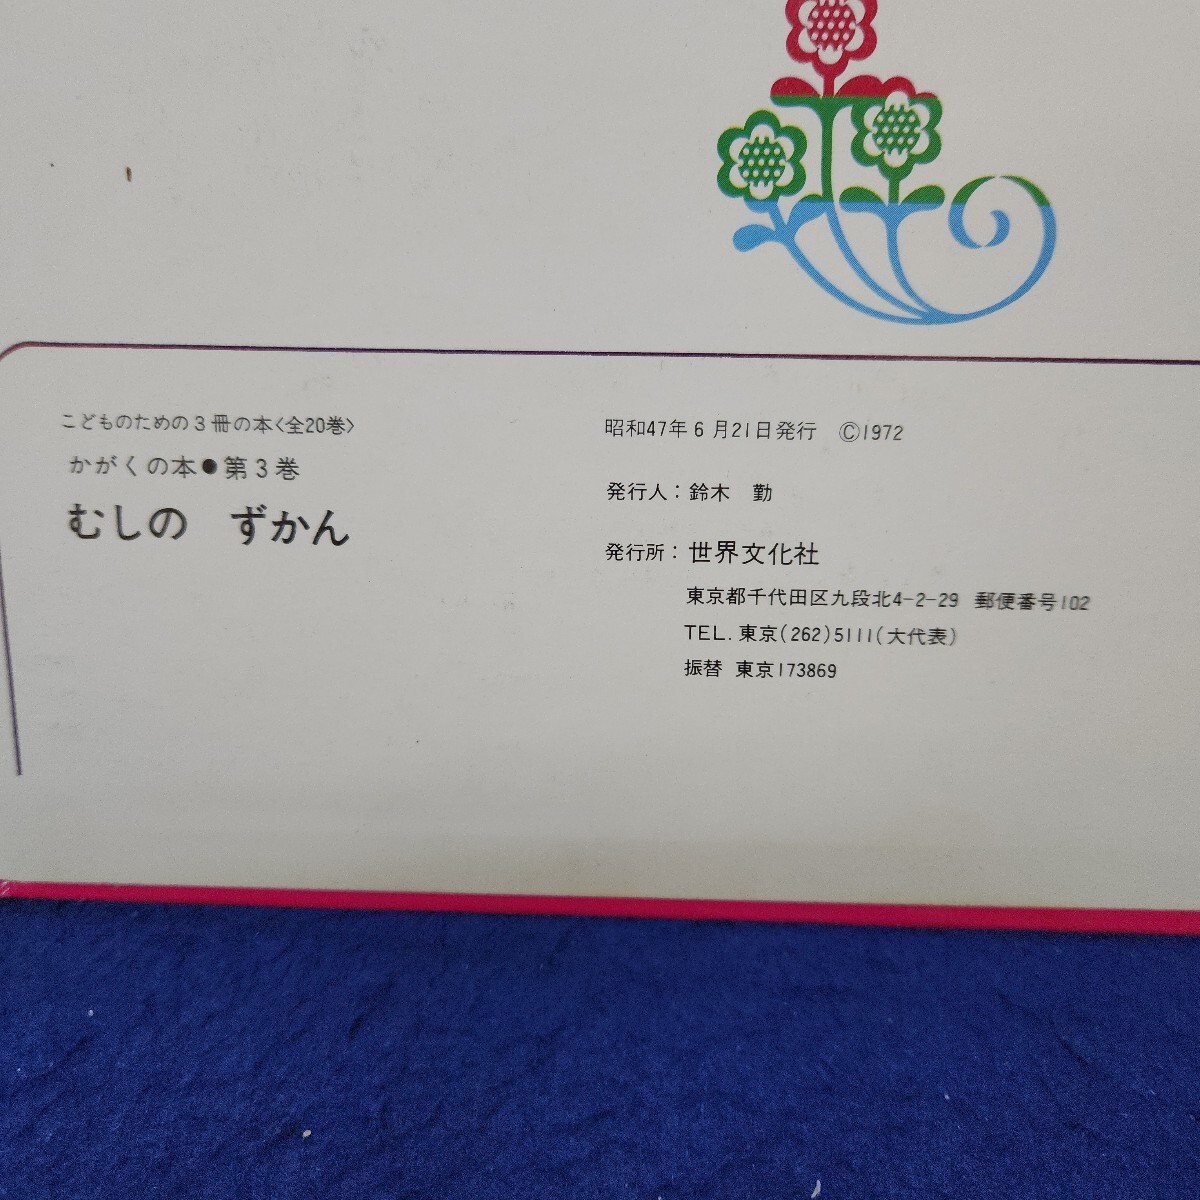 こどものための3冊の本〈全20巻〉
かがくの本●第3巻
むしの ずかん
昭和47年6月21日発行 ©1972
発行人：鈴木 勤
発行所：世界文化社
東京都千代田区九段北4-2-29 郵便番号102
TEL. 東京(262)5111(大代表)
振替 東京173869